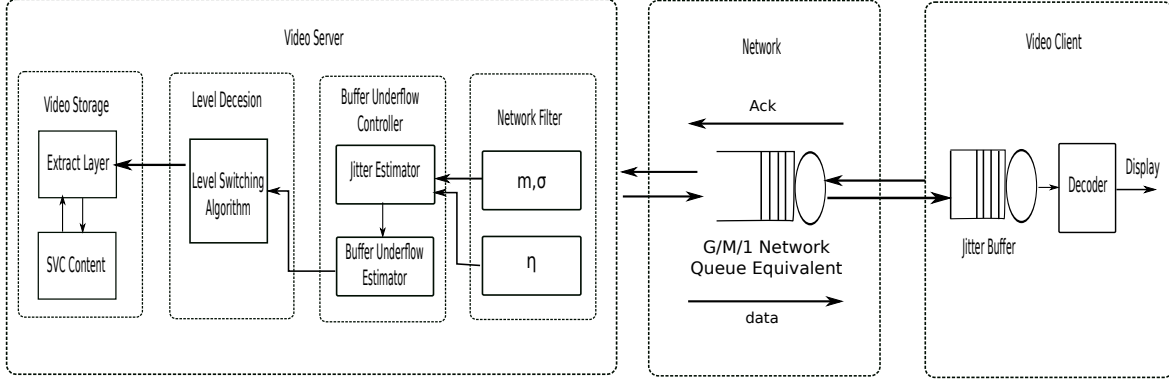 Video Server
Video Storage
Extract Layer
SVC Content
Level Decesion
Level Switching
Algorithm
Buffer Underflow
Controller
Jitter Estimator
Buffer Underflow
Estimator
Network Filter
m,σ
η
Network
Ack
G/M/1 Network
Queue Equivalent
data
Video Client
Jitter Buffer
Decoder
Display